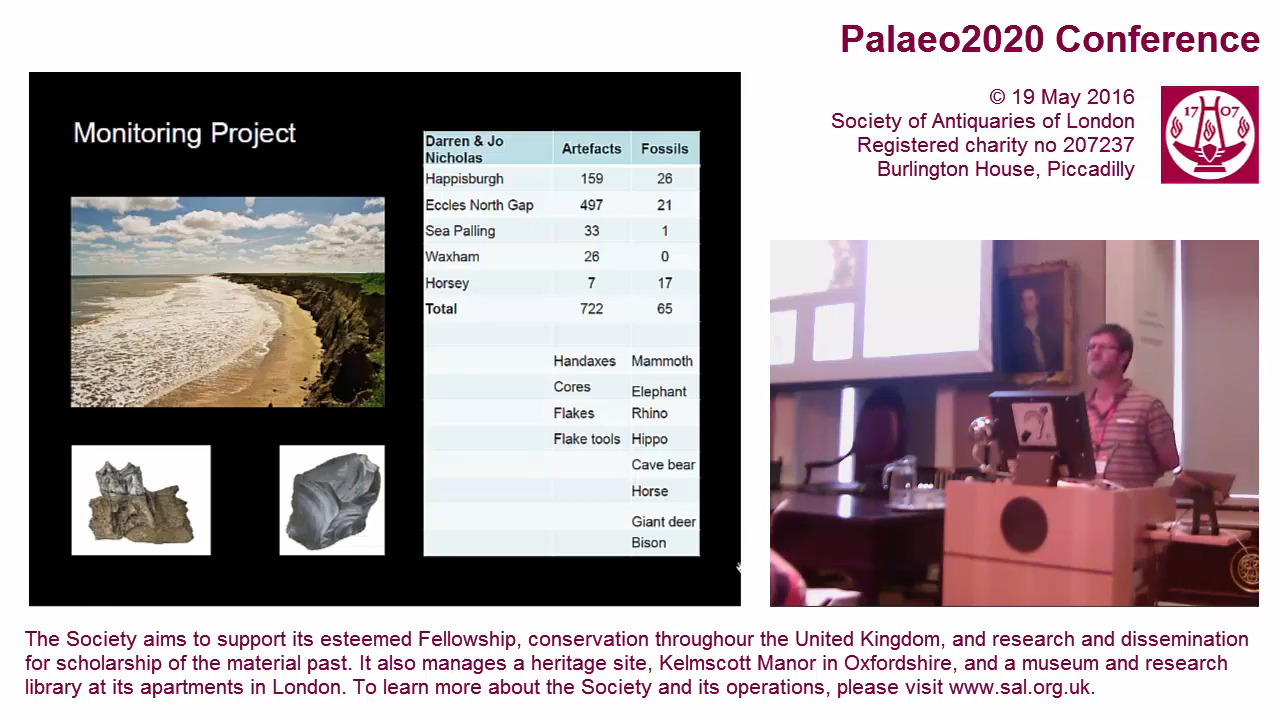 Palaeo2020 Conference
© 19 May 2016
Society of Antiquaries of London
Registered charity no 207237
Burlington House, Piccadilly
17 07
Monitoring Project
Darren & Jo Nicholas Artefacts Fossils
Happisburgh 159 26
Eccles North Gap 497 21
Sea Palling 33 1
Waxham 26 0
Horsey 7 17
Total 722 65
Handaxes Mammoth
Cores Elephant
Flakes Rhino
Flake tools Hippo
Cave bear
Horse
Giant deer
Bison
The Society aims to support its esteemed Fellowship, conservation throughour the United Kingdom, and research and dissemination
for scholarship of the material past. It also manages a heritage site, Kelmscott Manor in Oxfordshire, and a museum and research
library at its apartments in London. To learn more about the Society and its operations, please visit www.sal.org.uk.